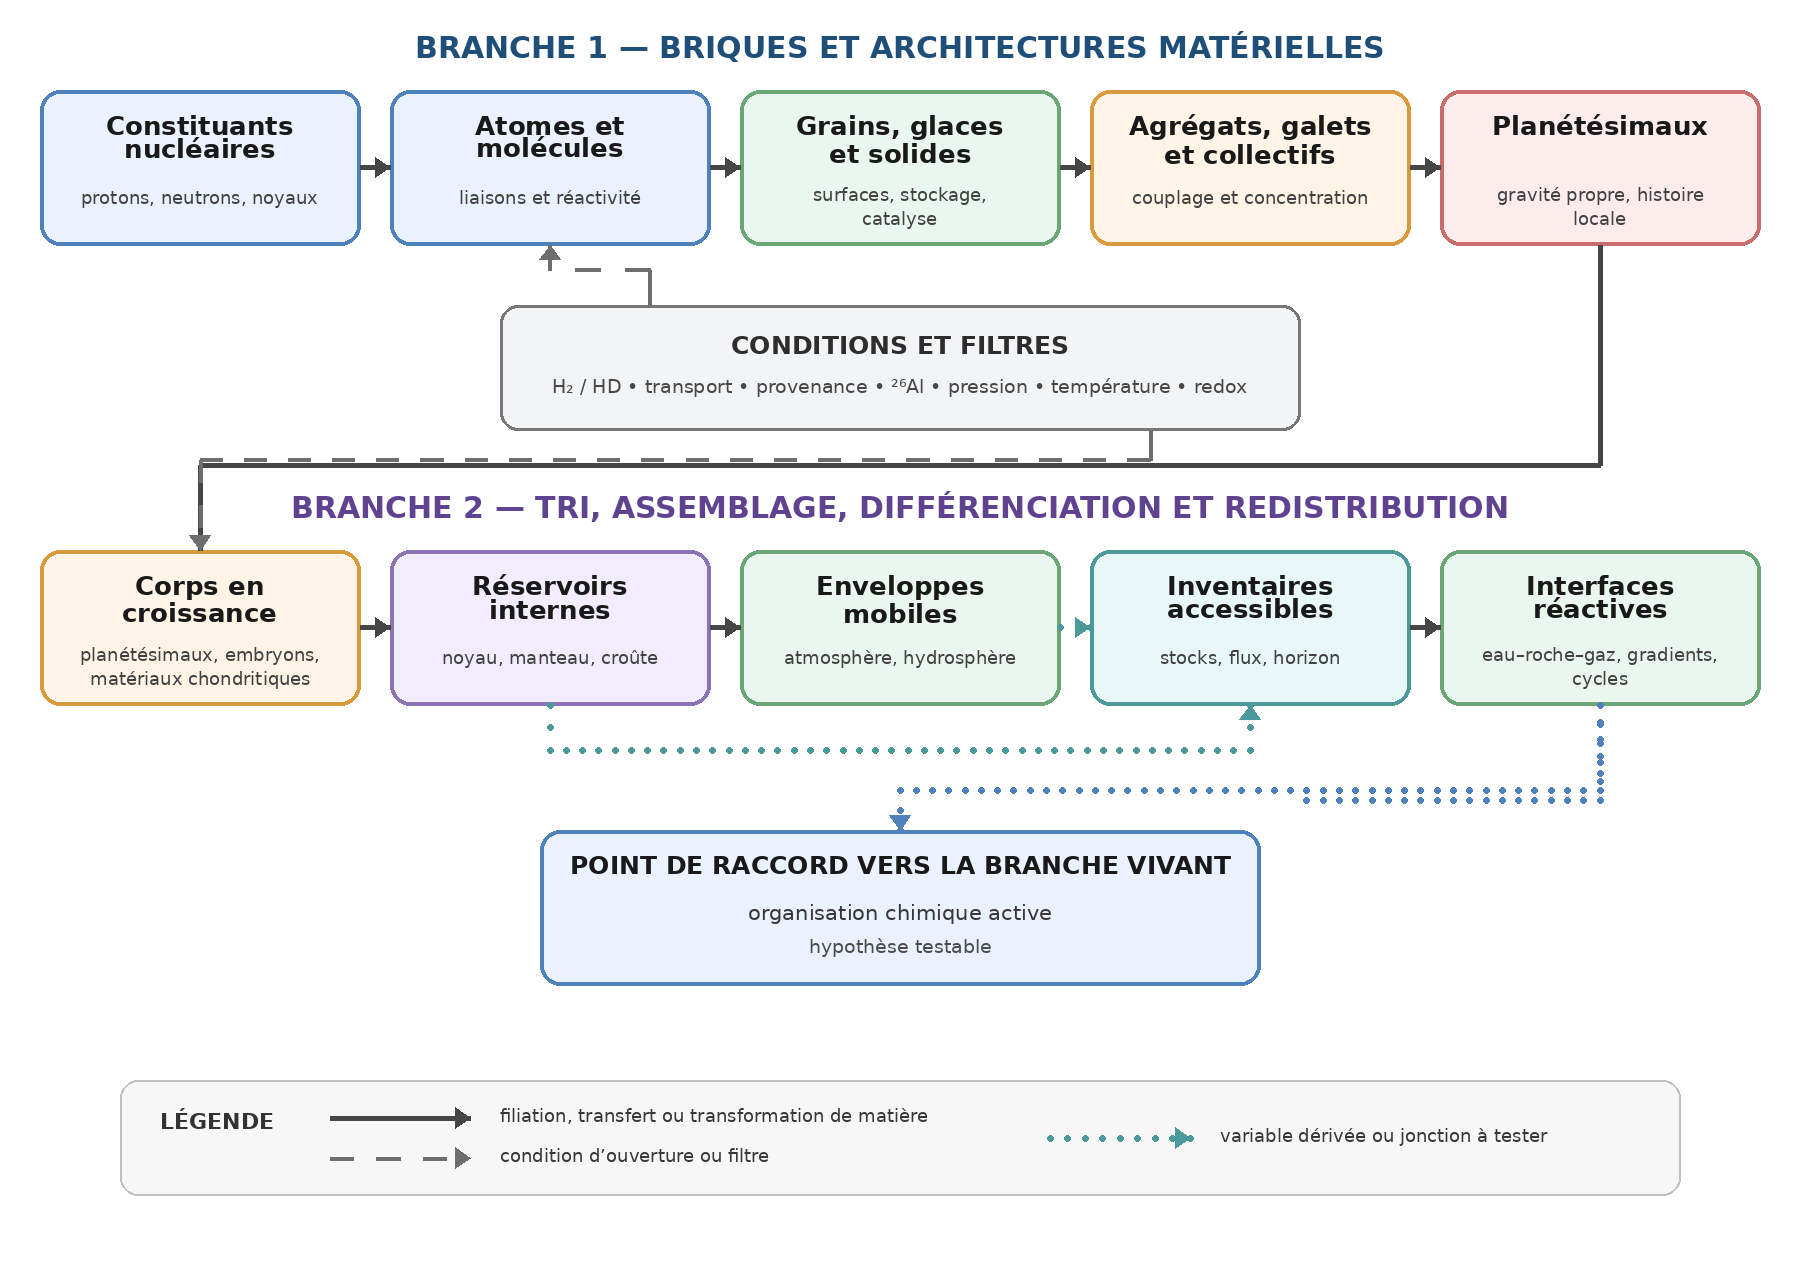 BRANCHE 1 — BRIQUES ET ARCHITECTURES MATÉRIELLES
Constituants
nucléaires
protons, neutrons, noyaux
Atomes et
molécules
liaisons et réactivité
Grains, glaces
et solides
surfaces, stockage,
catalyse
Agrégats, galets
et collectifs
couplage et concentration
Planétésimaux
gravité propre, histoire
locale
CONDITIONS ET FILTRES
H₂ / HD • transport • provenance • ²⁶Al • pression • température • redox
BRANCHE 2 — TRI, ASSEMBLAGE, DIFFÉRENCIATION ET REDISTRIBUTION
Corps en
croissance
planétésimaux, embryons,
matériaux chondritiques
Réservoirs
internes
noyau, manteau, croûte
Enveloppes
mobiles
atmosphère, hydrosphère
Inventaires
accessibles
stocks, flux, horizon
Interfaces
réactives
eau–roche–gaz, gradients,
cycles
POINT DE RACCORD VERS LA BRANCHE VIVANT
organisation chimique active
hypothèse testable
LÉGENDE
filiation, transfert ou transformation de matière
condition d’ouverture ou filtre
variable dérivée ou jonction à tester